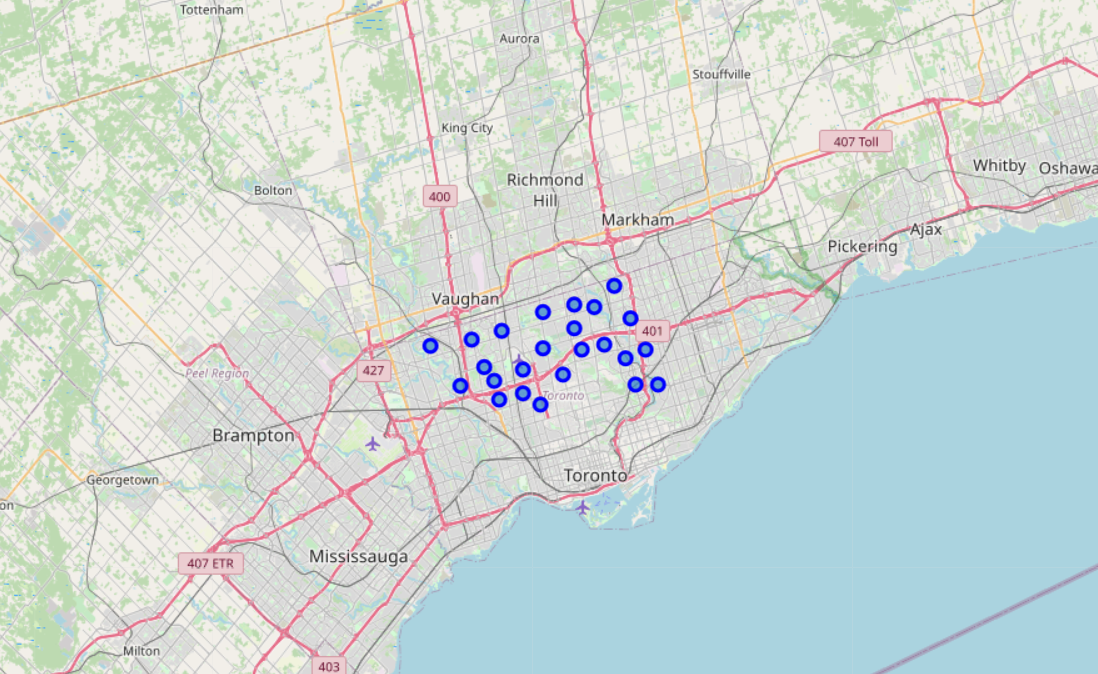 Tottenham
Aurora
Stouffville
King City
407 Toll
Whitby
Oshawa
Richmond
Hill
Bolton
400
Markham
Ajax
Pickering
Vaughan
401
427
Peel Region
Toronto
Brampton
Georgetown
Toronto
on
Mississauga
407 ETR
Milton
403